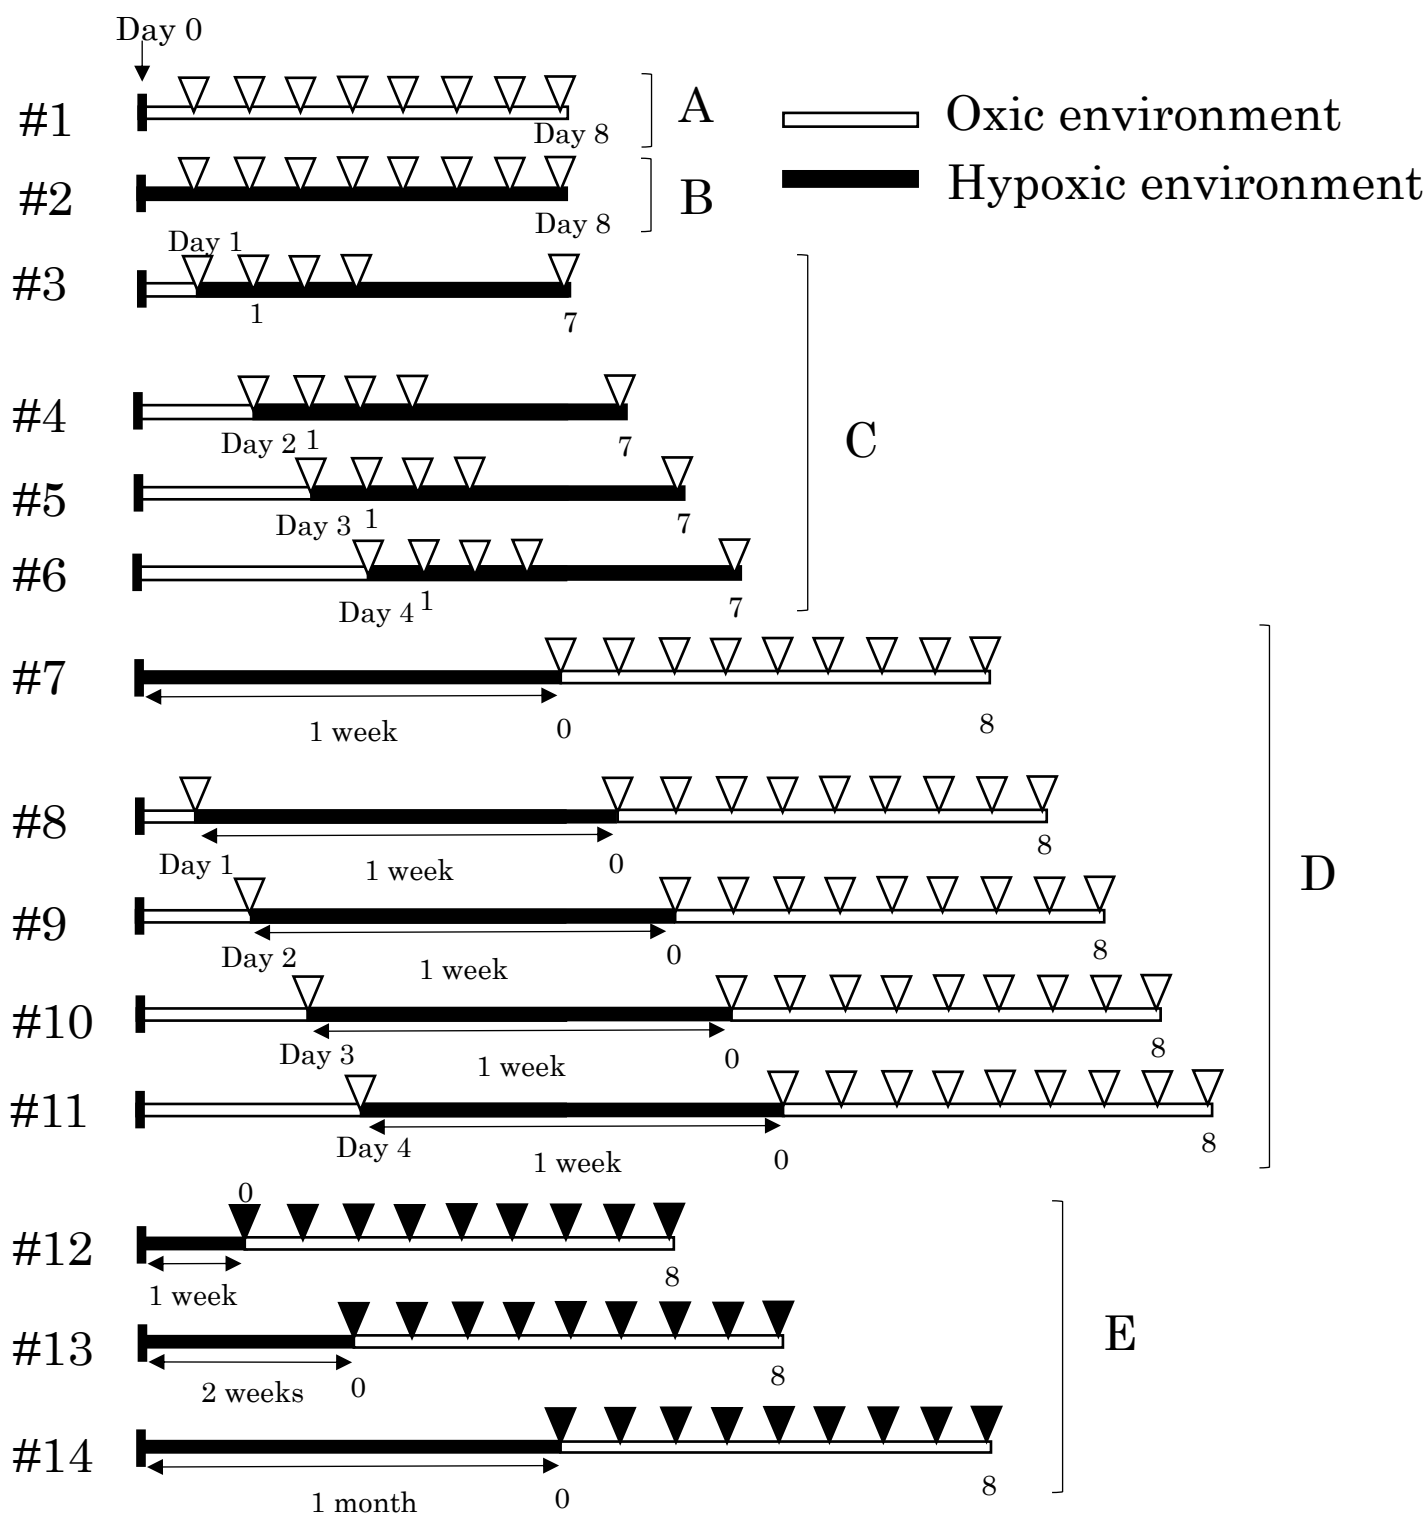 Day 0
#1
Day 8
A
Oxic environment
#2
Day 8
B
Hypoxic environment
Day 1
#3
1
7
#4
Day 2 1
7
C
#5
Day 3 1
7
#6
Day 4 1
7
#7
1 week
0
8
#8
Day 1
1 week
0
8
D
#9
Day 2
1 week
0
8
#10
Day 3
1 week
0
8
#11
Day 4
1 week
0
8
0
#12
1 week
8
#13
2 weeks
0
8
E
#14
1 month
0
8